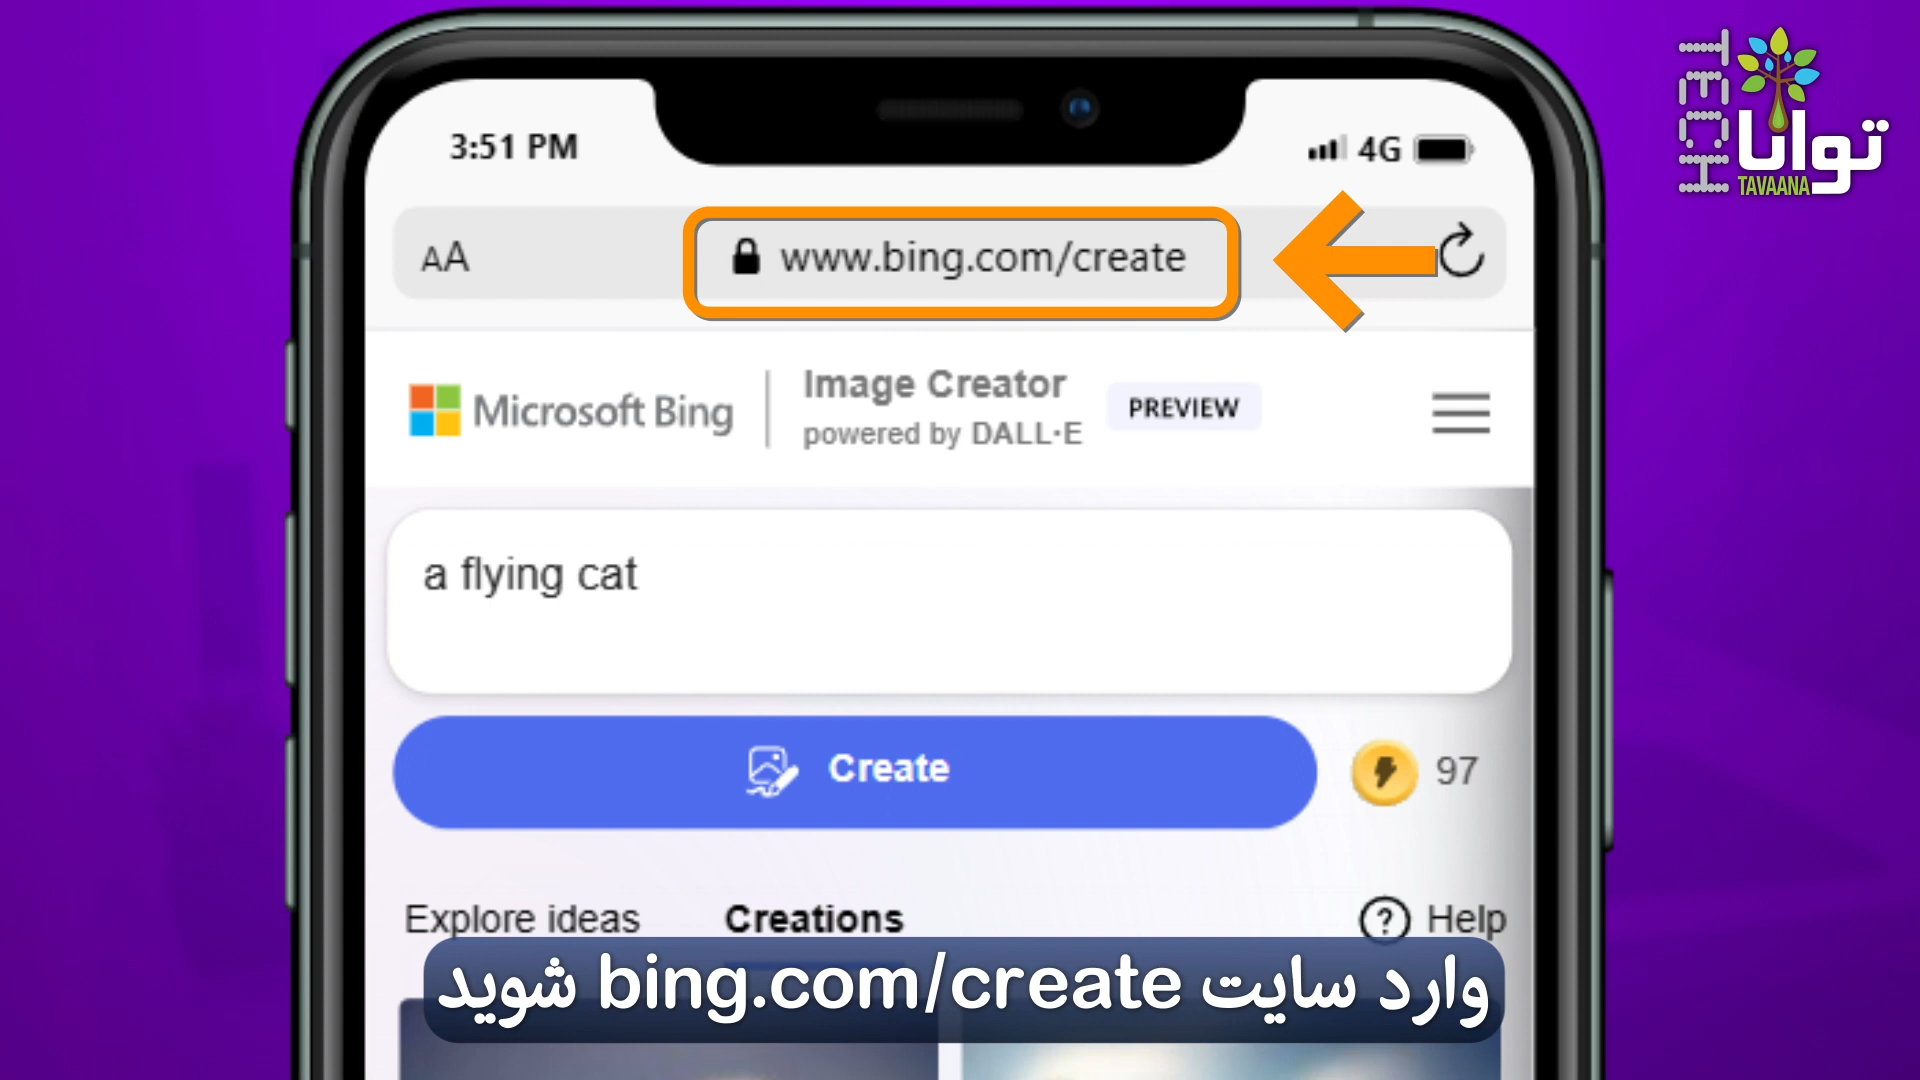 3:51 PM
4G
TECH
توانا
TAVAANA
AA
www.bing.com/create
Microsoft Bing
Image Creator
powered by DALL·E
PREVIEW
a flying cat
Create
97
Explore ideas
Creations
Help
وارد سایت bing.com/create شوید